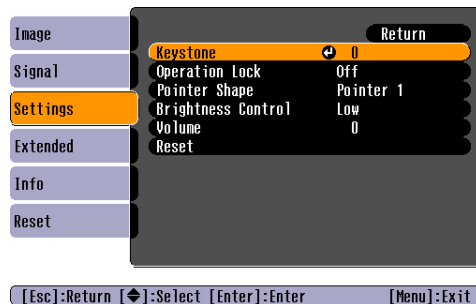 Image
Signal
Settings
Extended
Info
Reset
Return
Keystone 0
Operation Lock Off
Pointer Shape Pointer 1
Brightness Control Low
Volume 0
Reset
[Esc]:Return [◆]:Select [Enter]:Enter [Menu]:Exit